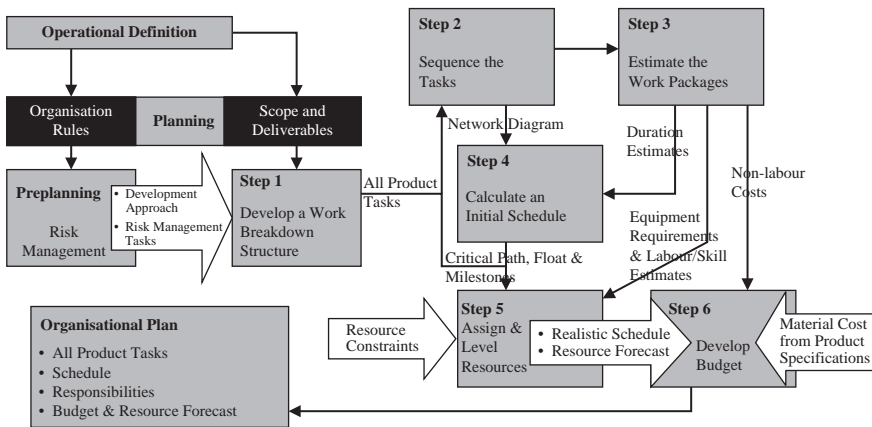 Operational Definition
Organisation
Rules
Planning
Scope and
Deliverables
Preplanning
Risk
Management
• Development
Approach
• Risk Management
Tasks
Step 1
Develop a Work
Breakdown
Structure
All Product
Tasks
Step 2
Sequence the
Tasks
Step 3
Estimate the
Work Packages
Network Diagram
Duration
Estimates
Non-labour
Costs
Step 4
Calculate an
Initial Schedule
Equipment
Requirements
& Labour/Skill
Estimates
Critical Path, Float &
Milestones
Resource
Constraints
Step 5
Assign &
Level
Resources
• Realistic Schedule
• Resource Forecast
Step 6
Develop
Budget
Material Cost
from Product
Specifications
Organisational Plan
• All Product Tasks
• Schedule
• Responsibilities
• Budget & Resource Forecast